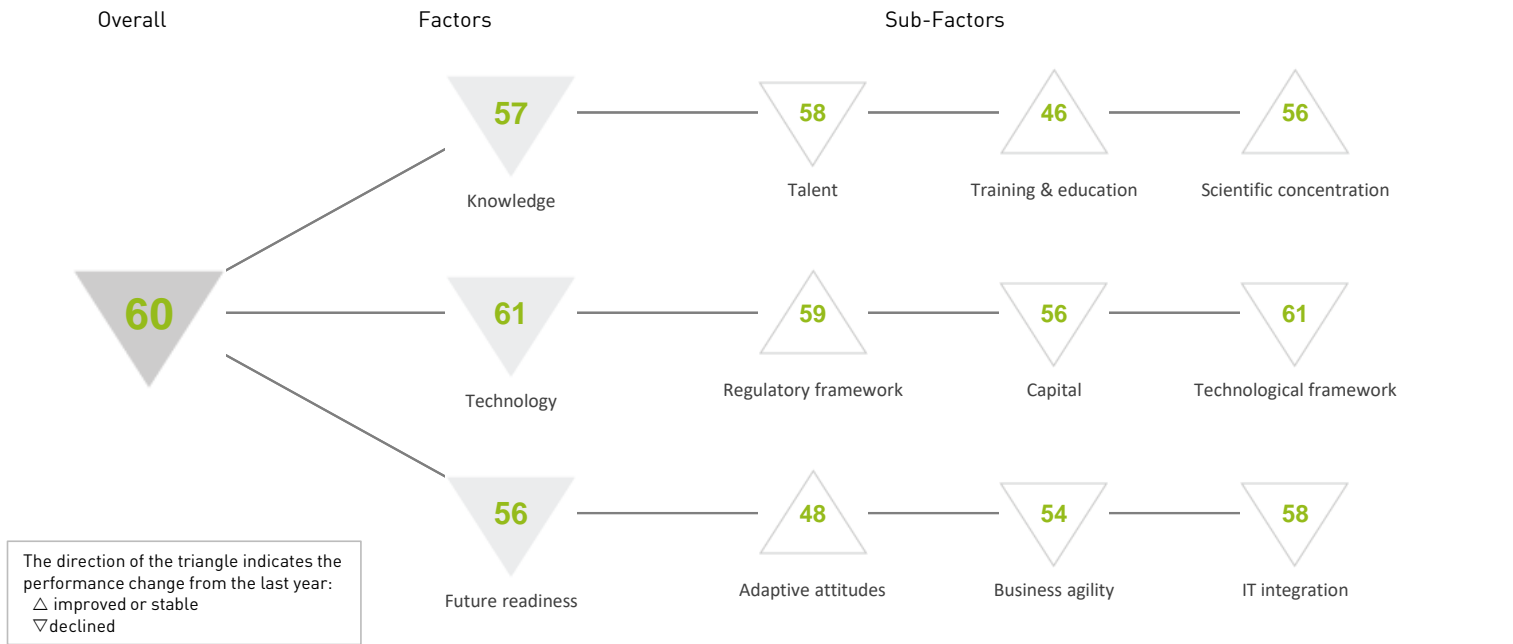 Overall
Factors
Sub-Factors
57
58
46
56
Knowledge
Talent
Training & education
Scientific concentration
60
61
59
56
61
Technology
Regulatory framework
Capital
Technological framework
56
48
54
58
Future readiness
Adaptive attitudes
Business agility
IT integration
The direction of the triangle indicates the
performance change from the last year:
△ improved or stable
▽declined